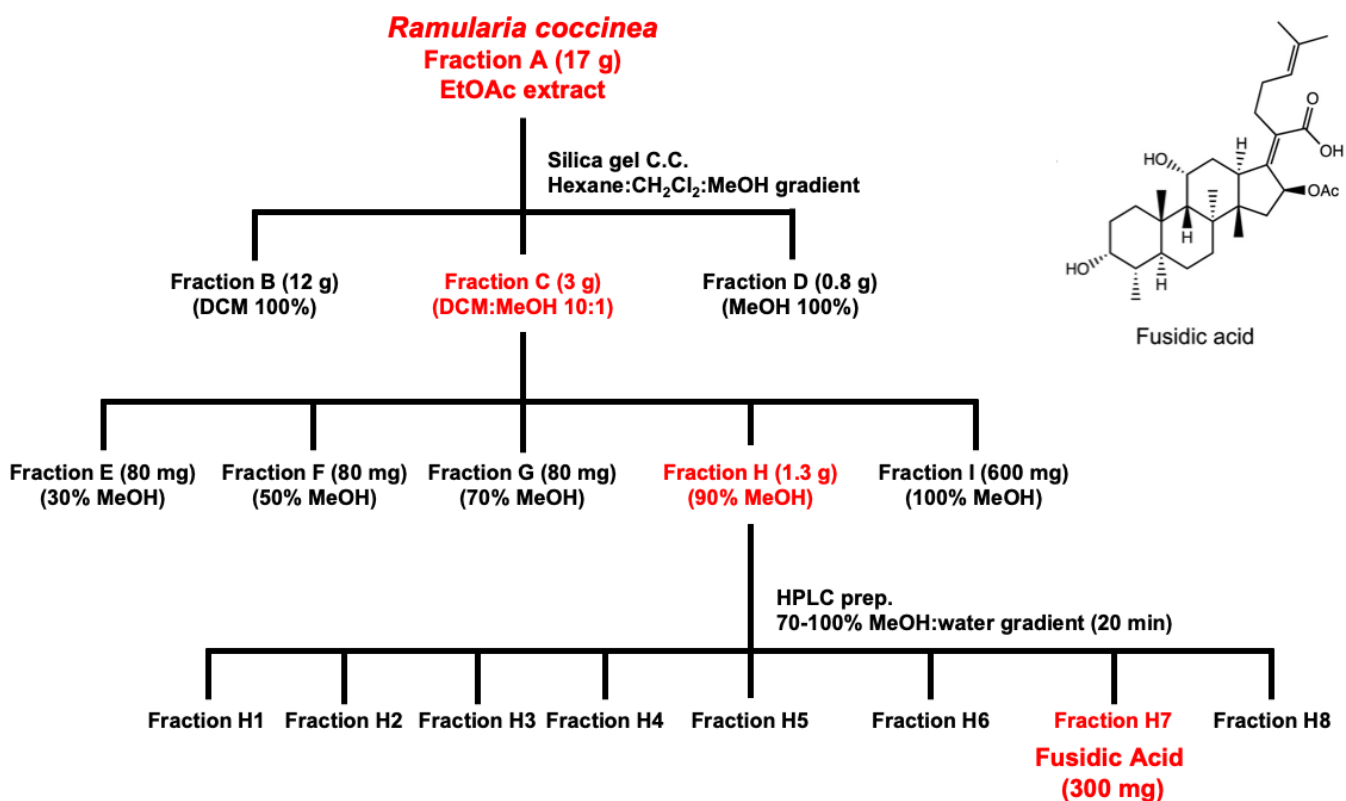 Ramularia coccinea
Fraction A (17 g)
EtOAc extract
Silica gel C.C.
Hexane:CH₂Cl₂:MeOH gradient
Fraction B (12 g)
(DCM 100%)
Fraction C (3 g)
(DCM:MeOH 10:1)
Fraction D (0.8 g)
(MeOH 100%)
O
OH
H
HO
OAc
H
HO
H
Fusidic acid
Fraction E (80 mg)
(30% MeOH)
Fraction F (80 mg)
(50% MeOH)
Fraction G (80 mg)
(70% MeOH)
Fraction H (1.3 g)
(90% MeOH)
Fraction I (600 mg)
(100% MeOH)
HPLC prep.
70-100% MeOH:water gradient (20 min)
Fraction H1
Fraction H2
Fraction H3
Fraction H4
Fraction H5
Fraction H6
Fraction H7
Fraction H8
Fusidic Acid
(300 mg)